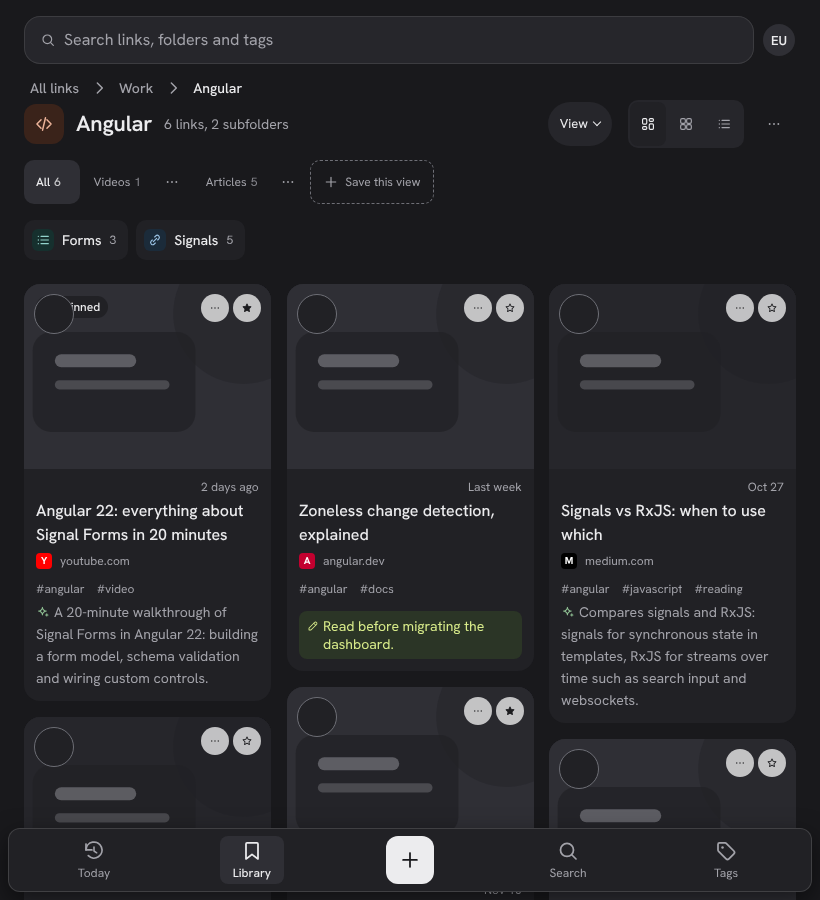 Search links, folders and tags
EU
All links
Work
Angular
Angular
6 links, 2 subfolders
View
All 6
Videos 1
Articles 5
Save this view
Forms 3
Signals 5
2 days ago
Angular 22: everything about
Signal Forms in 20 minutes
Y youtube.com
#angular #video
A 20-minute walkthrough of
Signal Forms in Angular 22: building
a form model, schema validation
and wiring custom controls.
Last week
Zoneless change detection,
explained
A angular.dev
#angular #docs
Read before migrating the
dashboard.
Oct 27
Signals vs RxJS: when to use
which
M medium.com
#angular #javascript #reading
Compares signals and RxJS:
signals for synchronous state in
templates, RxJS for streams over
time such as search input and
websockets.
Today
Library
Search
Tags